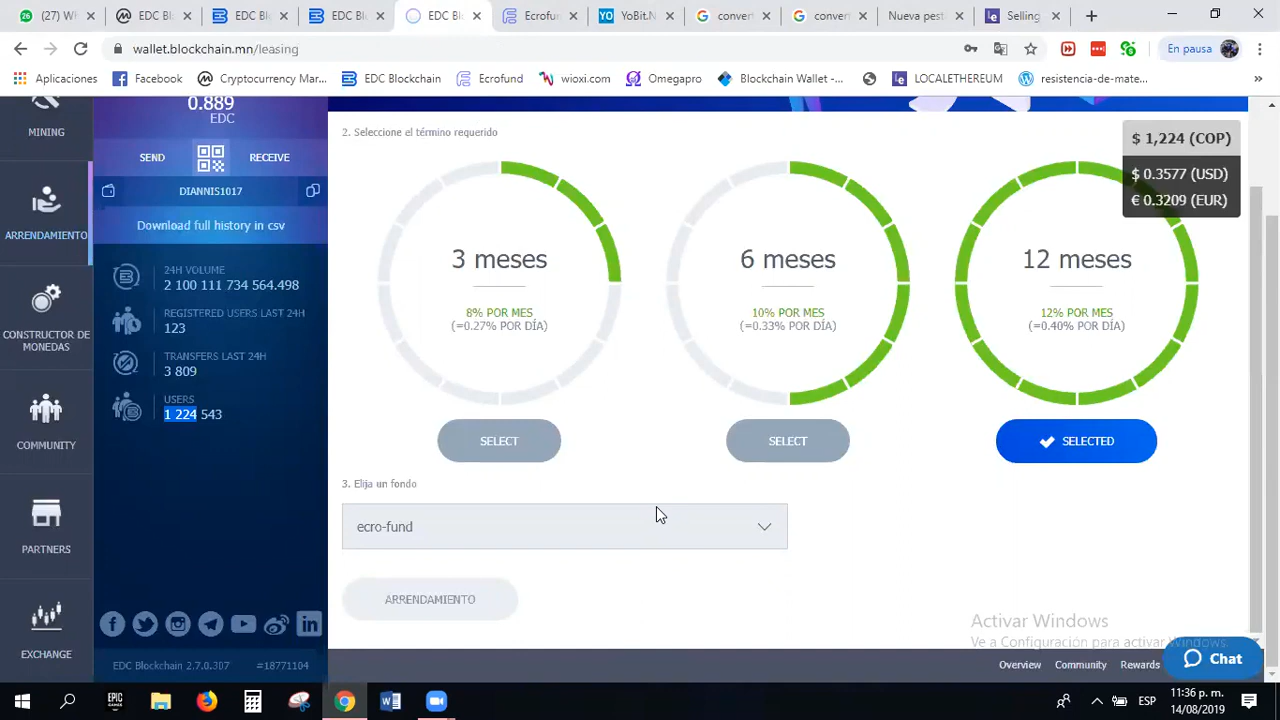 (27) W
EDC Blo
EDC Bl
EDC Bl
EDC Bl
Ecrofun
YoBit.N
conver
conver
Nueva pest
Selling
wallet.blockchain.mn/leasing
En pausa
Aplicaciones
Facebook
Cryptocurrency Mar...
EDC Blockchain
Ecrofund
wioxi.com
Omegapro
Blockchain Wallet -...
LOCALETHEREUM
resistencia-de-mate...
»
MINING
ARRENDAMIENTO
CONSTRUCTOR DE
MONEDAS
COMMUNITY
PARTNERS
EXCHANGE
0.889
EDC
SEND
RECEIVE
DIANNIS1017
Download full history in csv
24H VOLUME
2 100 111 734 564.498
REGISTERED USERS LAST 24H
123
TRANSFERS LAST 24H
3 809
USERS
1 224 543
EDC Blockchain 2.7.0.307
#18771104
2. Seleccione el término requerido
$ 1,224 (COP)
$ 0.3577 (USD)
€ 0.3209 (EUR)
3 meses
8% POR MES
(=0.27% POR DÍA)
SELECT
6 meses
10% POR MES
(=0.33% POR DÍA)
SELECT
12 meses
12% POR MES
(=0.40% POR DÍA)
SELECTED
3. Elija un fondo
ecro-fund
ARRENDAMIENTO
Activar Windows
Ve a Configuración para activar Windows.
Overview
Community
Rewards
Chat
EPIC
GAMES
ESP
11:36 p. m.
14/08/2019